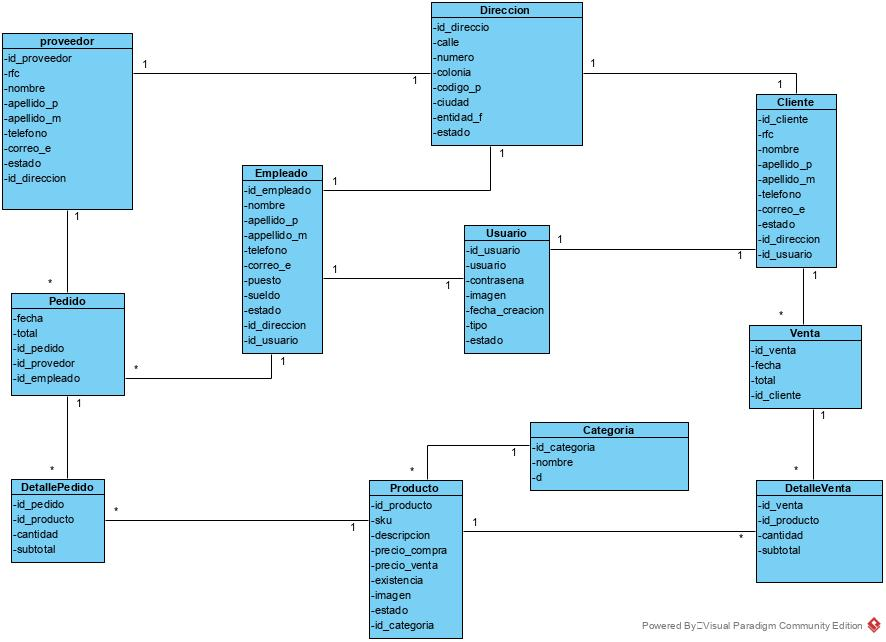 Direccion
-id_direccio
-calle
-numero
-colonia
-codigo_p
-ciudad
-entidad_f
-estado
proveedor
-id_proveedor
-rfc
-nombre
-apellido_p
-apellido_m
-telefono
-correo_e
-estado
-id_direccion
1
1
1
1
Cliente
-id_cliente
-rfc
-nombre
-apellido_p
-apellido_m
-telefono
-correo_e
-estado
-id_direccion
-id_usuario
1
1
Empleado
-id_empleado
-nombre
-apellido_p
-appellido_m
-telefono
-correo_e
-puesto
-sueldo
-estado
-id_direccion
-id_usuario
Usuario
-id_usuario
-usuario
-contrasena
-imagen
-fecha_creacion
-tipo
-estado
1
1
1
1
1
*
1
*
Pedido
-fecha
-total
-id_pedido
-id_provedor
-id_empleado
*
1
Venta
-id_venta
-fecha
-total
-id_cliente
1
*
1
*
Categoria
-id_categoria
-nombre
-d
1
*
DetallePedido
-id_pedido
-id_producto
-cantidad
-subtotal
*
1
Producto
-id_producto
-sku
-descripcion
-precio_compra
-precio_venta
-existencia
-imagen
-estado
-id_categoria
1
*
DetalleVenta
-id_venta
-id_producto
-cantidad
-subtotal
Powered By Visual Paradigm Community Edition